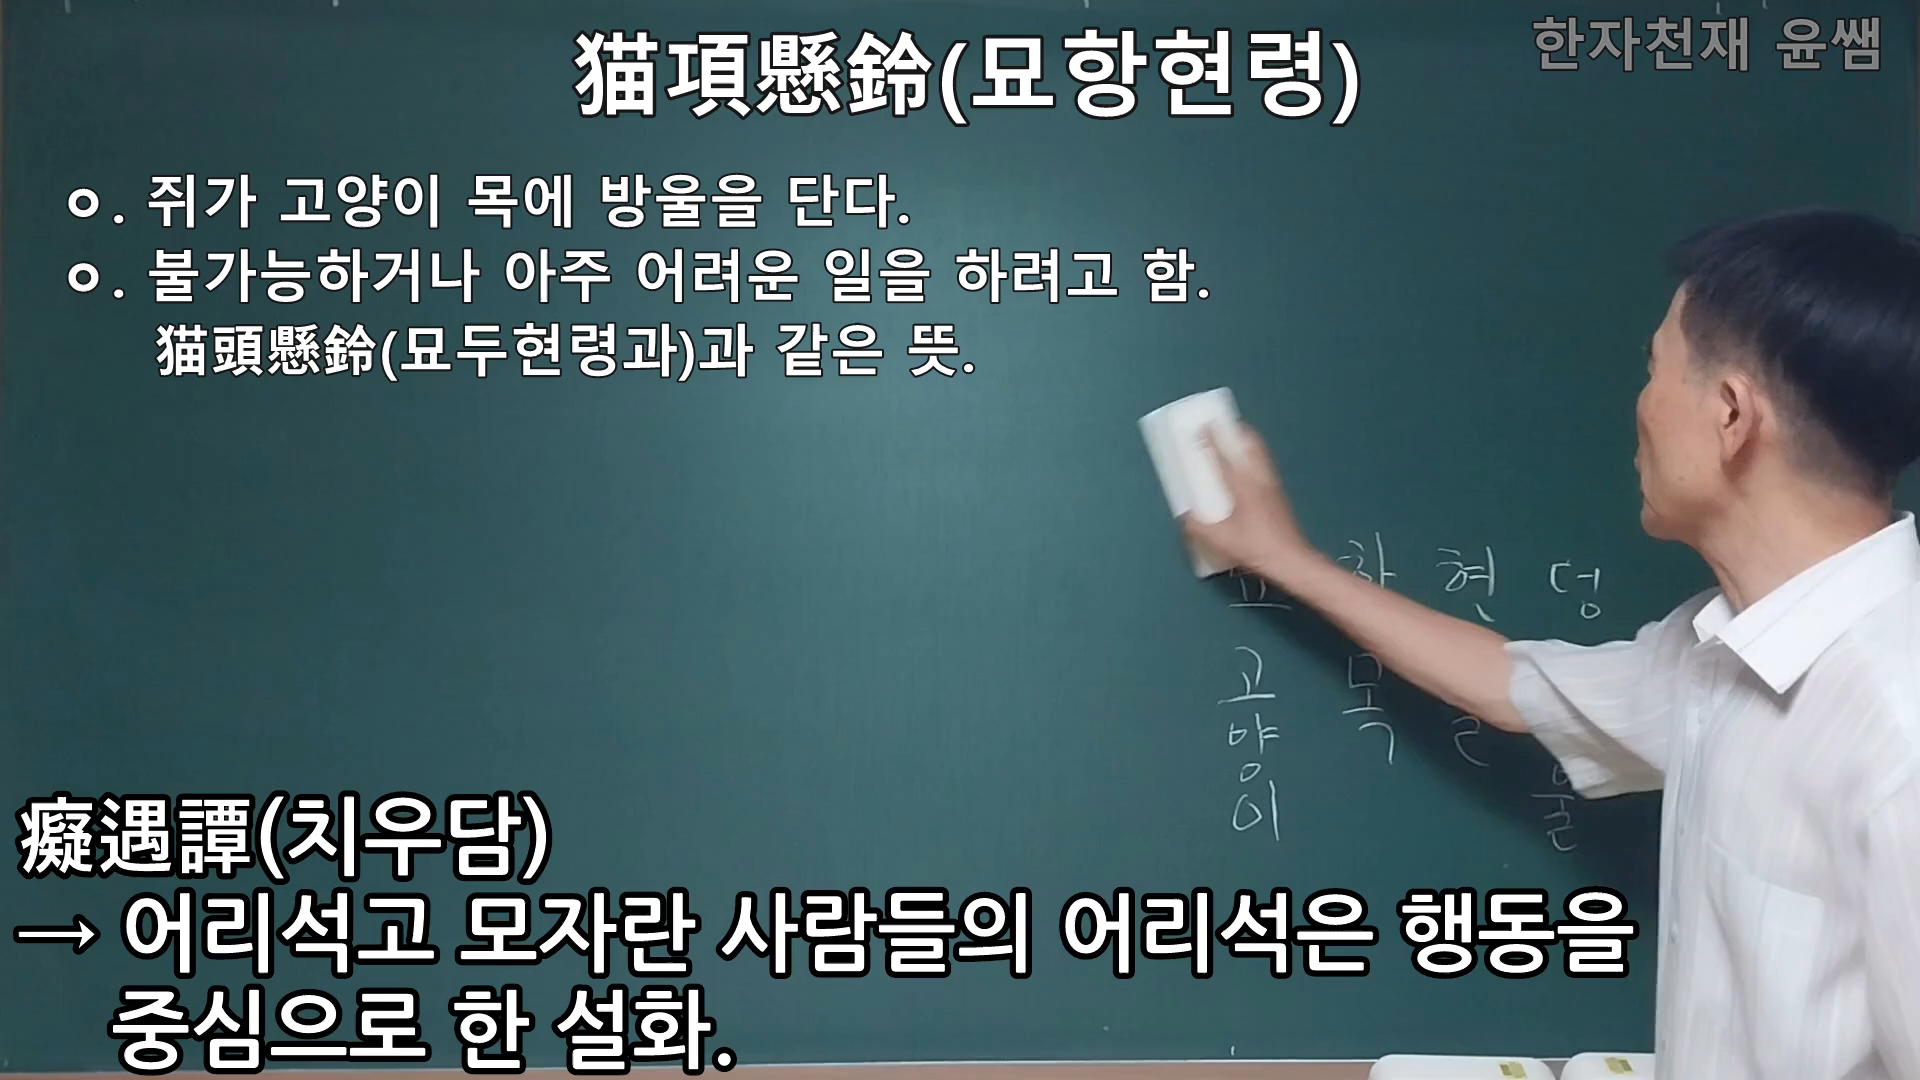 한자천재 윤쌤
猫項懸鈴(묘항현령)
ㅇ. 쥐가 고양이 목에 방울을 단다.
ㅇ. 불가능하거나 아주 어려운 일을 하려고 함.
猫頭懸鈴(묘두현령과)과 같은 뜻.
현 덩
고양이 목
癡遇譚(치우담)
→ 어리석고 모자란 사람들의 어리석은 행동을
중심으로 한 설화.